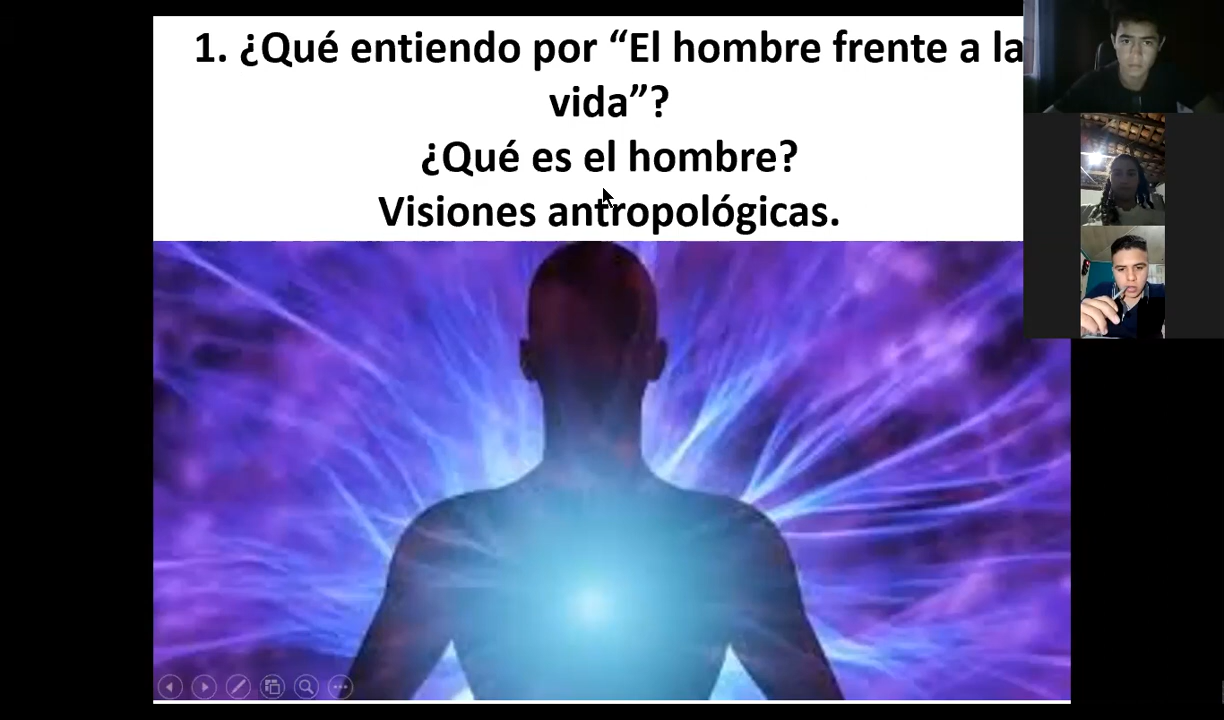 1. ¿Qué entiendo por “El hombre frente a la
vida”?
¿Qué es el hombre?
Visiones antropológicas.